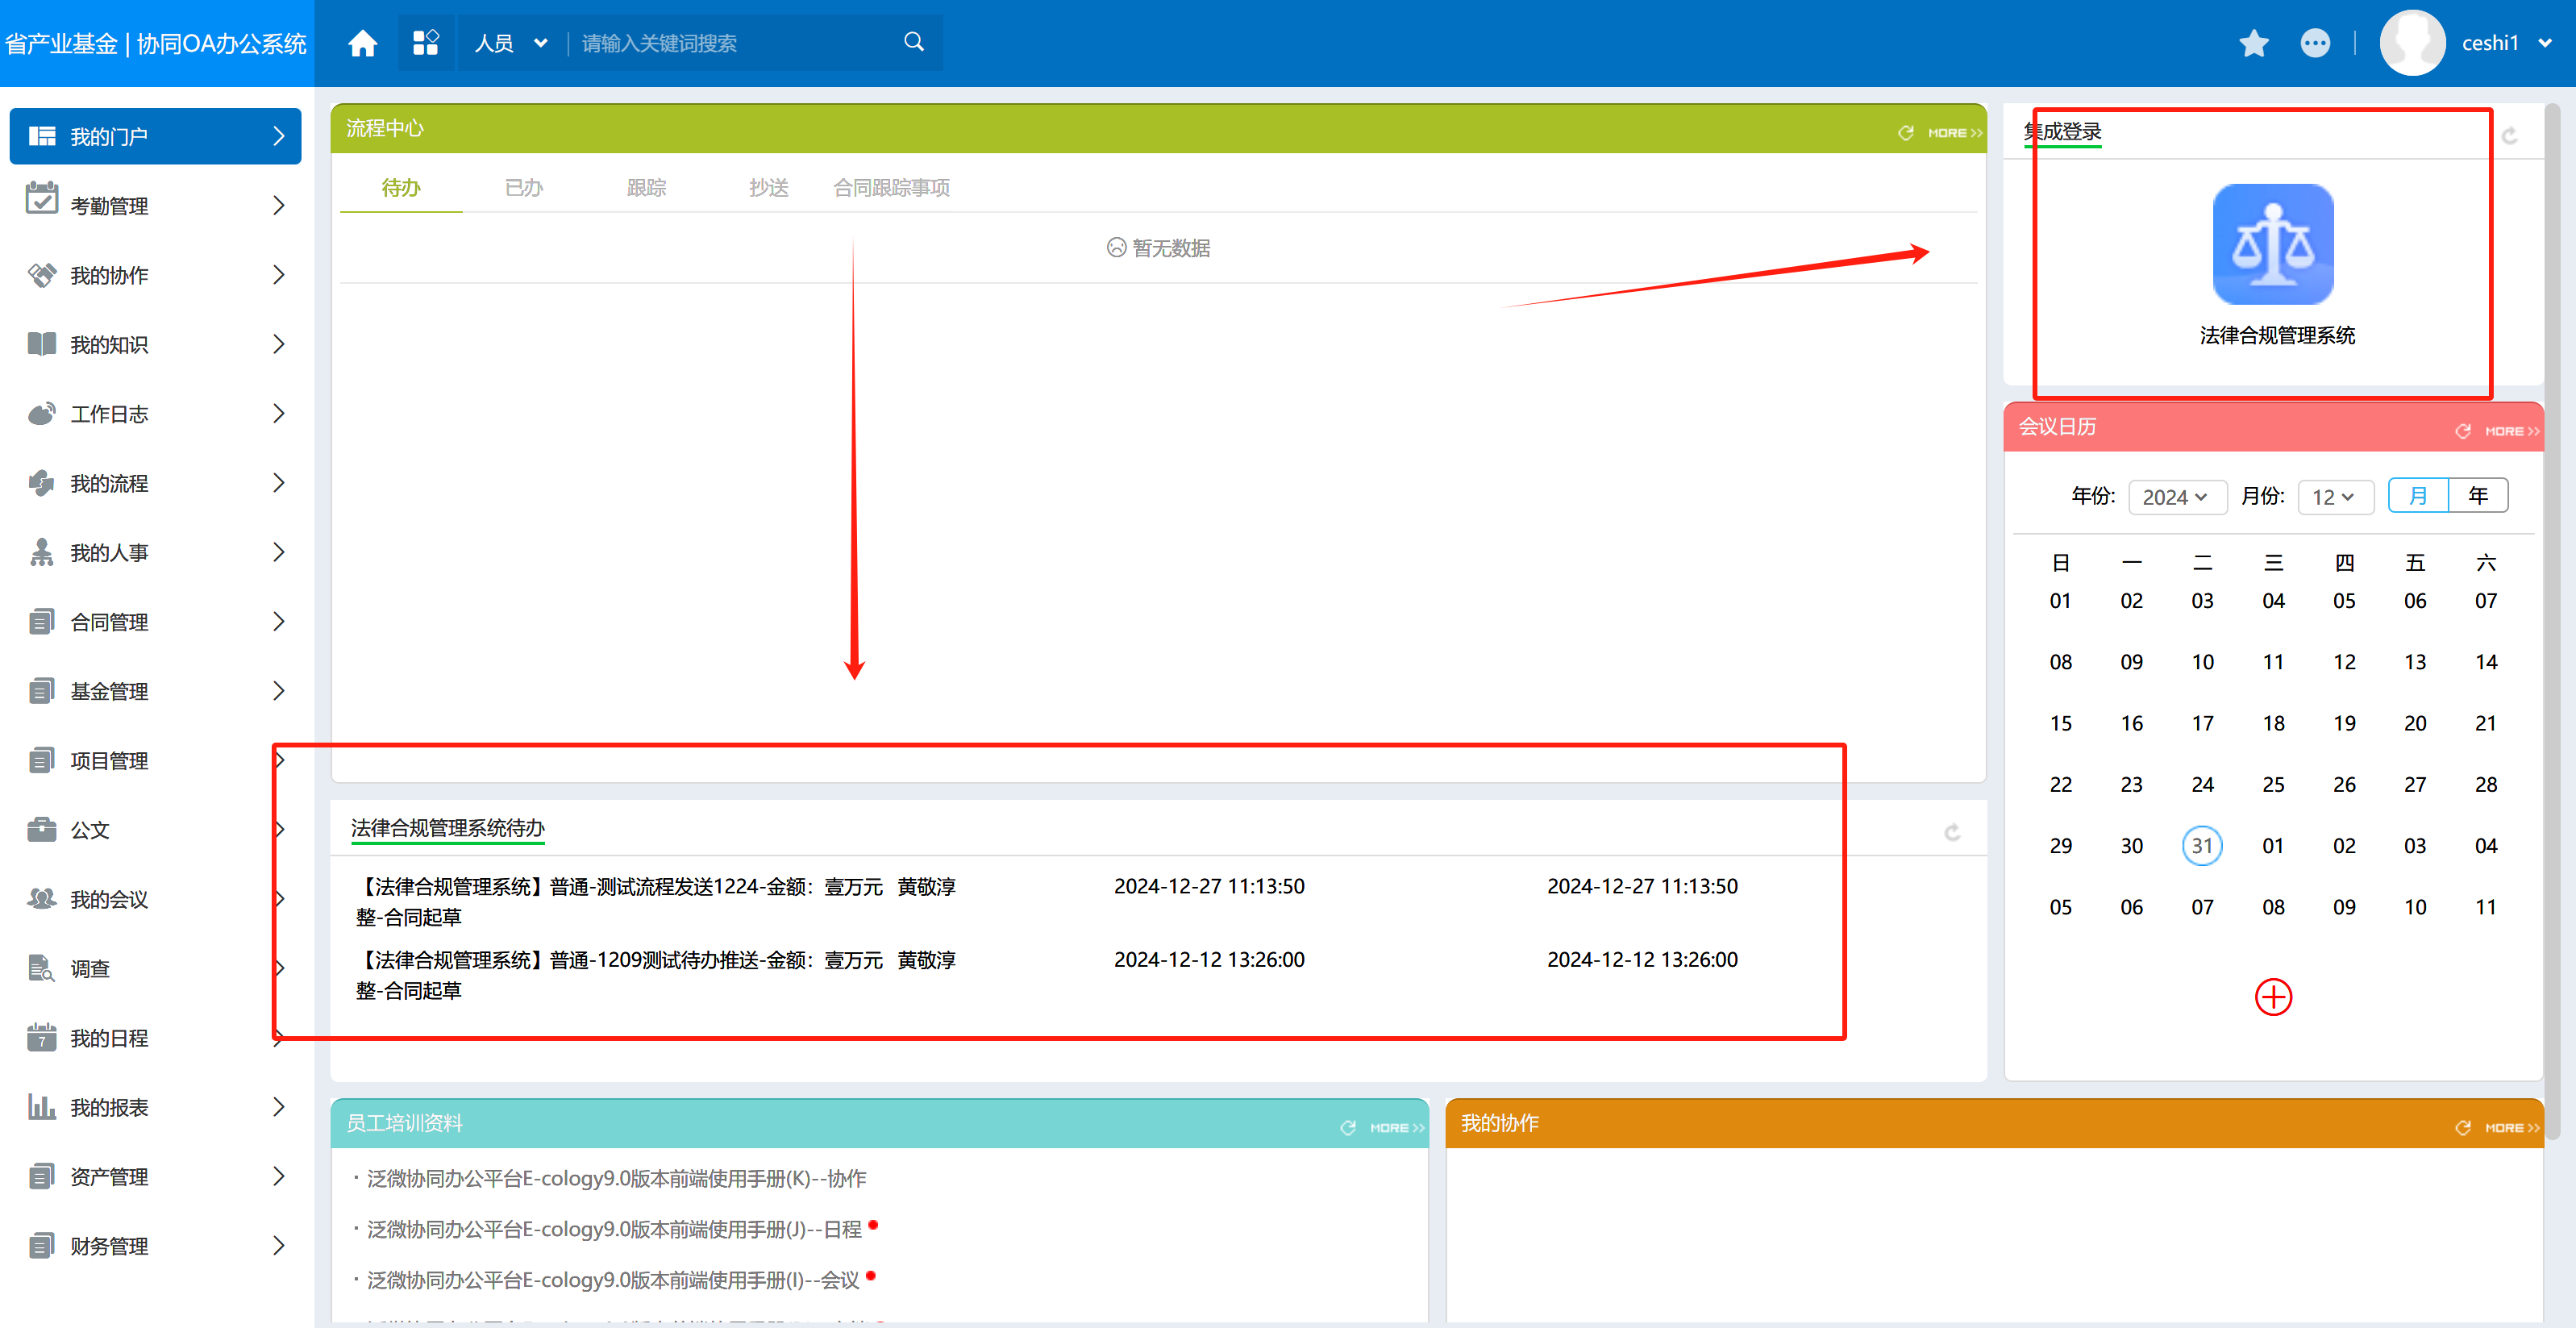 省产业基金 | 协同OA办公系统
人员
请输入关键词搜索
ceshi1
我的门户
考勤管理
我的协作
我的知识
工作日志
我的流程
我的人事
合同管理
基金管理
项目管理
公文
我的会议
调查
我的日程
7
我的报表
资产管理
财务管理
流程中心
MORE
待办 已办 跟踪 抄送 合同跟踪事项
暂无数据
法律合规管理系统待办
【法律合规管理系统】普通-测试流程发送1224-金额：壹万元 黄敬淳 2024-12-27 11:13:50 2024-12-27 11:13:50
整-合同起草
【法律合规管理系统】普通-1209测试待办推送-金额：壹万元 黄敬淳 2024-12-12 13:26:00 2024-12-12 13:26:00
整-合同起草
集成登录
法律合规管理系统
会议日历
MORE
年份: 2024 月份: 12 月 年
日 一 二 三 四 五 六
01 02 03 04 05 06 07
08 09 10 11 12 13 14
15 16 17 18 19 20 21
22 23 24 25 26 27 28
29 30 31 01 02 03 04
05 06 07 08 09 10 11
员工培训资料
MORE
· 泛微协同办公平台E-cology9.0版本前端使用手册(K)--协作
· 泛微协同办公平台E-cology9.0版本前端使用手册(J)--日程
· 泛微协同办公平台E-cology9.0版本前端使用手册(I)--会议
我的协作
MORE